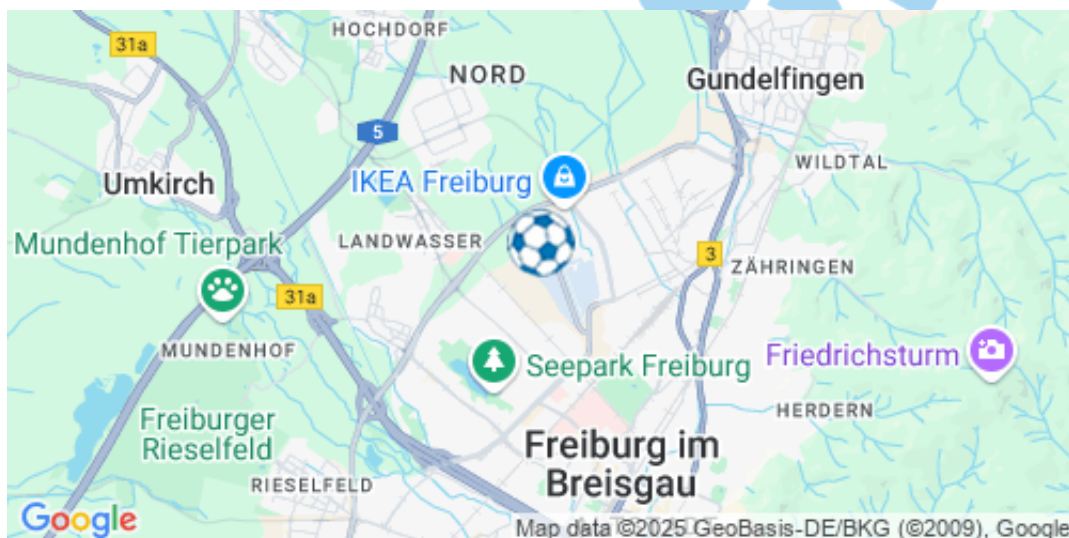 HOCHDORF
31a
NORD
Gundelfingen
5
WILDTAL
Umkirch
IKEA Freiburg
LANDWASSER
Mundenhof Tierpark
3
ZÄHRINGEN
31a
MUNDENHOF
Seepark Freiburg
Friedrichsturm
HERDERN
Freiburger
Rieselfeld
Freiburg im
Breisgau
RIESELFELD
Google
Map data ©2025 GeoBasis-DE/BKG (©2009), Google